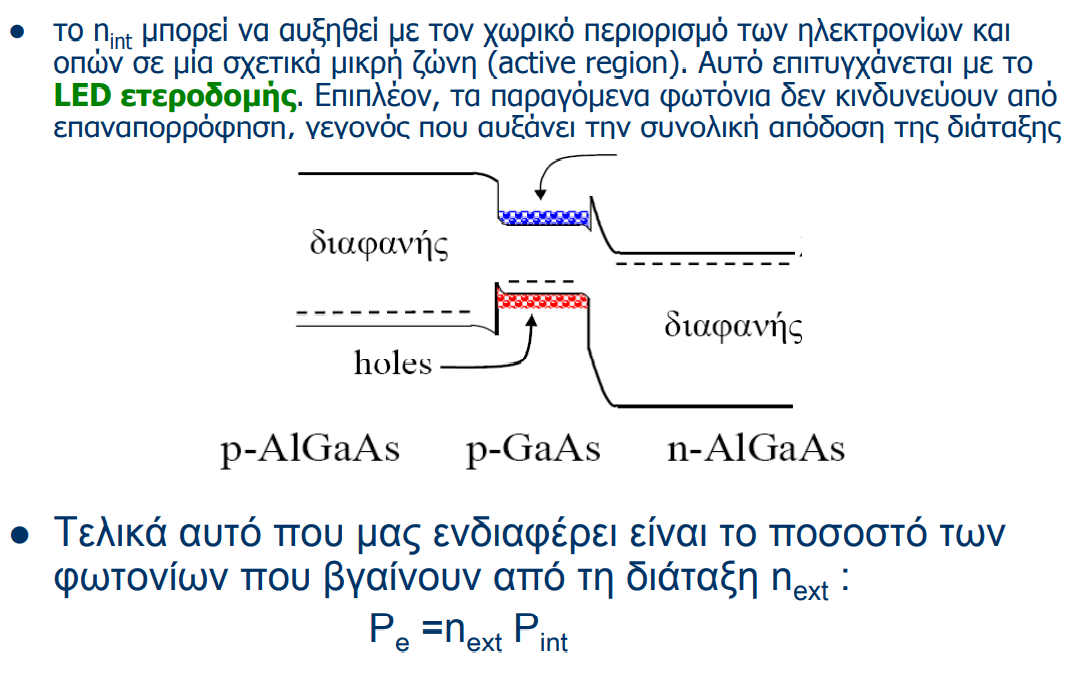 • το n_int μπορεί να αυξηθεί με τον χωρικό περιορισμό των ηλεκτρονίων και
οπών σε μία σχετικά μικρή ζώνη (active region). Αυτό επιτυγχάνεται με το
LED ετεροδομής. Επιπλέον, τα παραγόμενα φωτόνια δεν κινδυνεύουν από
επαναπορρόφηση, γεγονός που αυξάνει την συνολική απόδοση της διάταξης
διαφανής
διαφανής
holes
p-AlGaAs p-GaAs n-AlGaAs
• Τελικά αυτό που μας ενδιαφέρει είναι το ποσοστό των
φωτονίων που βγαίνουν από τη διάταξη n_ext :
P_e =n_ext P_int